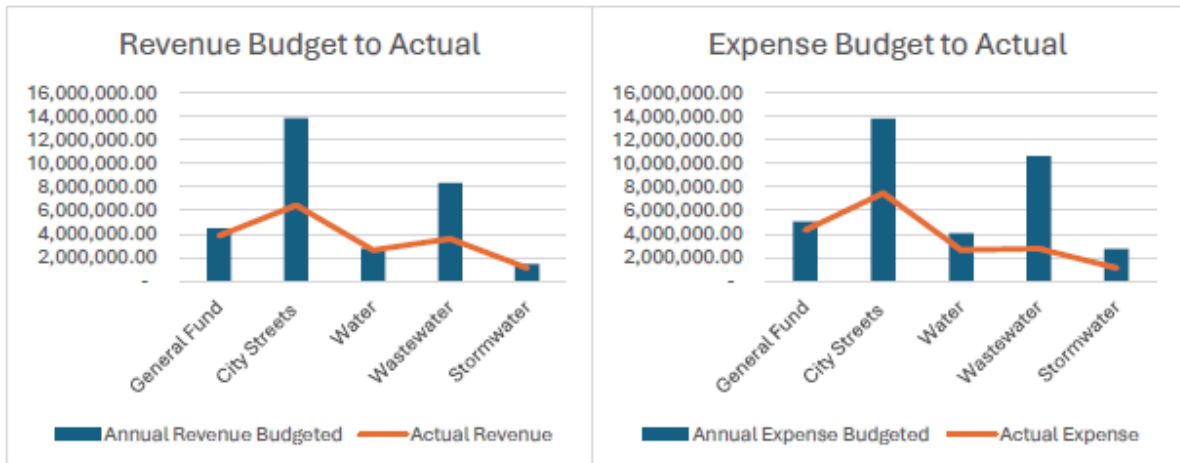 Revenue Budget to Actual
16,000,000.00
14,000,000.00
12,000,000.00
10,000,000.00
8,000,000.00
6,000,000.00
4,000,000.00
2,000,000.00
-
General Fund
City Streets
Water
Wastewater
Stormwater
Annual Revenue Budgeted
Actual Revenue
Expense Budget to Actual
16,000,000.00
14,000,000.00
12,000,000.00
10,000,000.00
8,000,000.00
6,000,000.00
4,000,000.00
2,000,000.00
-
General Fund
City Streets
Water
Wastewater
Stormwater
Annual Expense Budgeted
Actual Expense